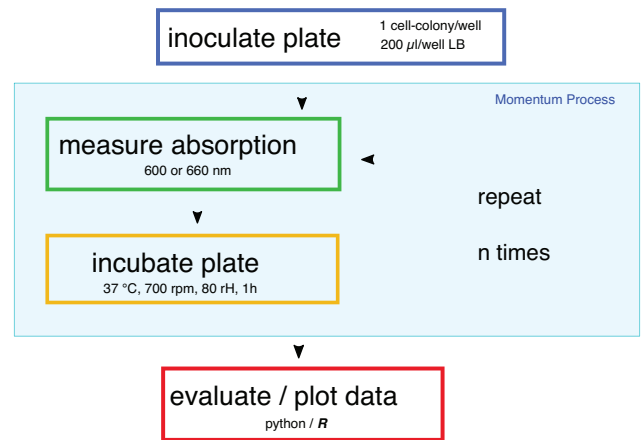 inoculate plate
1 cell-colony/well
200 µl/well LB
Momentum Process
measure absorption
600 or 660 nm
repeat
n times
incubate plate
37 °C, 700 rpm, 80 rH, 1h
evaluate / plot data
python / R